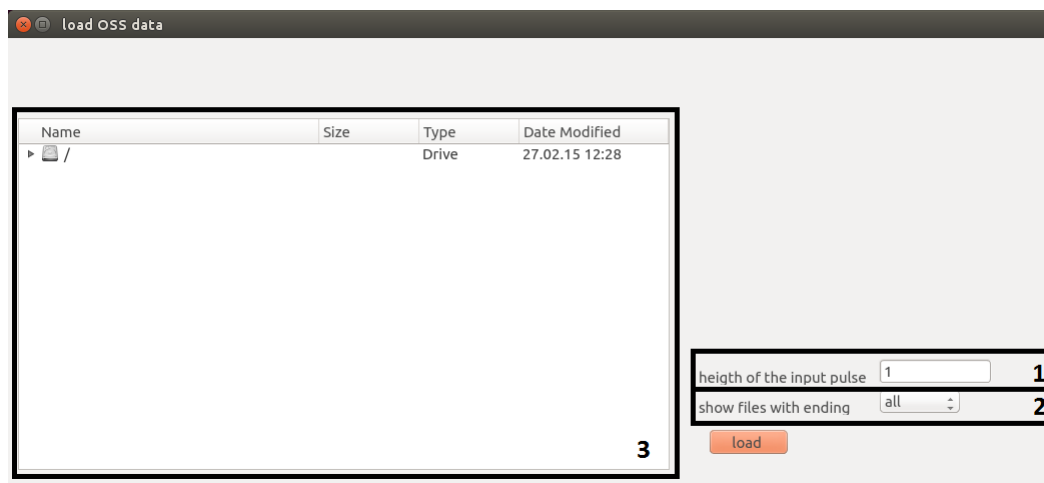 load OSS data
Name Size Type Date Modified
/ Drive 27.02.15 12:28
heigth of the input pulse 1 1
show files with ending all 2
load
3